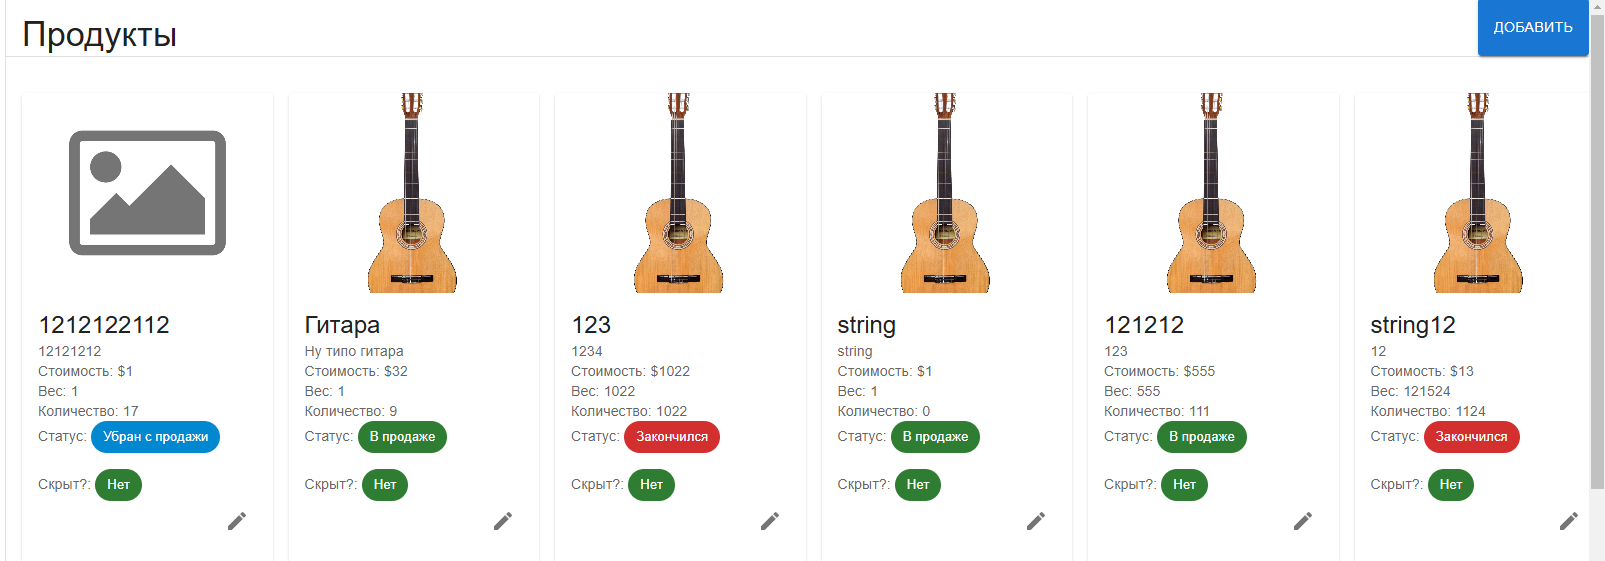 Продукты
ДОБАВИТЬ
1212122112
12121212
Стоимость: $1
Вес: 1
Количество: 17
Статус: Убран с продажи
Скрыт?: Нет
Гитара
Ну типо гитара
Стоимость: $32
Вес: 1
Количество: 9
Статус: В продаже
Скрыт?: Нет
123
1234
Стоимость: $1022
Вес: 1022
Количество: 1022
Статус: Закончился
Скрыт?: Нет
string
string
Стоимость: $1
Вес: 1
Количество: 0
Статус: В продаже
Скрыт?: Нет
121212
123
Стоимость: $555
Вес: 555
Количество: 111
Статус: В продаже
Скрыт?: Нет
string12
12
Стоимость: $13
Вес: 121524
Количество: 1124
Статус: Закончился
Скрыт?: Нет